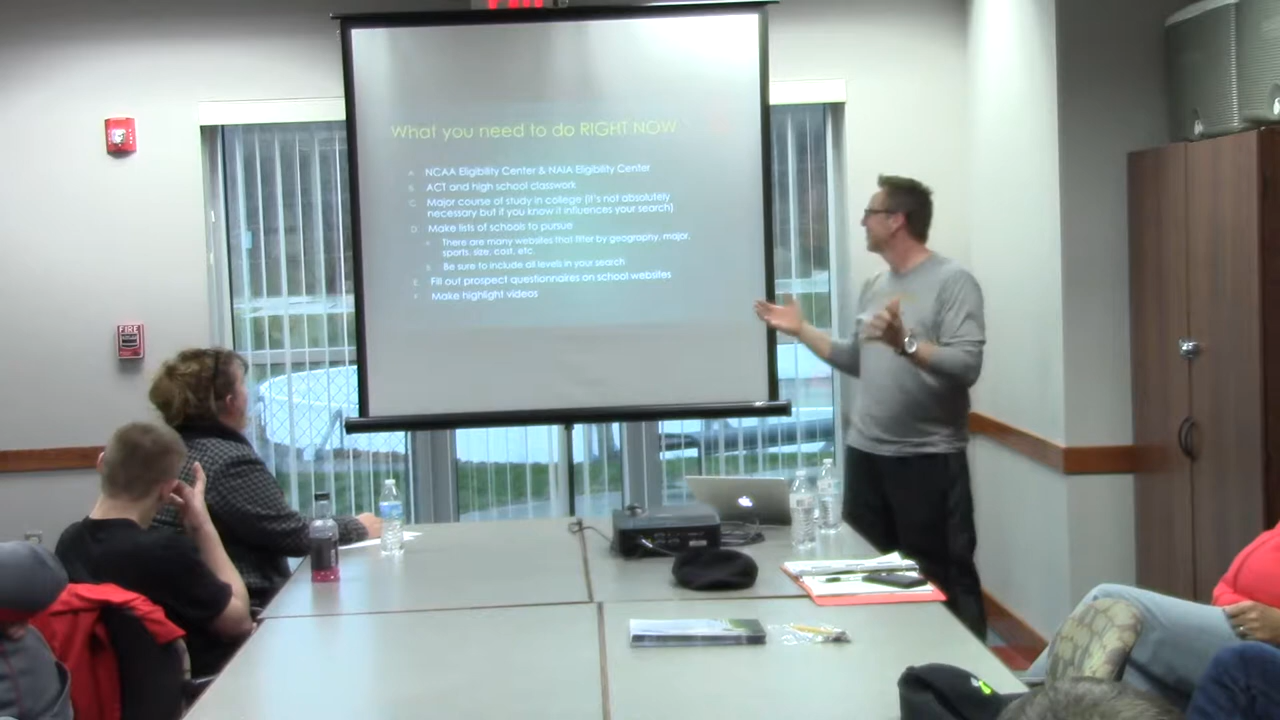 What you need to do RIGHT NOW
A. NCAA Eligibility Center & NAIA Eligibility Center
B. ACT and high school classwork
C. Major course of study in college (it's not absolutely
necessary but if you know it influences your search)
D. Make lists of schools to pursue
There are many websites that filter by geography, major,
sports, size, cost, etc.
Be sure to include all levels in your search
E. Fill out prospect questionnaires on school websites
F. Make highlight videos
FIRE